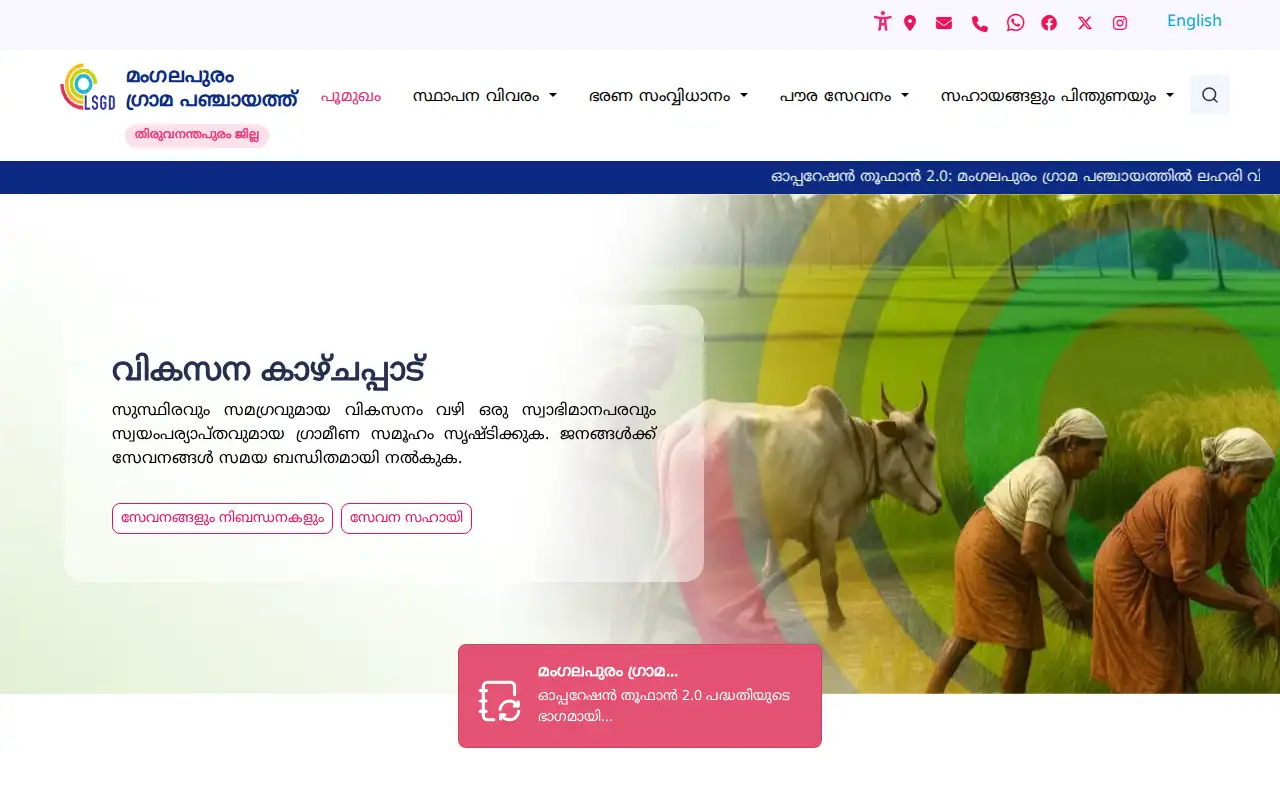 English
മംഗലപുരം
ഗ്രാമ പഞ്ചായത്ത്
LSGD
തിരുവനന്തപുരം ജില്ല
പൂമുഖം
സ്ഥാപന വിവരം
ഭരണ സംവ്വിധാനം
പൗര സേവനം
സഹായങ്ങളും പിന്തുണയും
ഓപ്പറേഷൻ തൂഫാൻ 2.0: മംഗലപുരം ഗ്രാമ പഞ്ചായത്തിൽ ലഹരി
വികസന കാഴ്ചപ്പാട്
സുസ്ഥിരവും സമഗ്രവുമായ വികസനം വഴി ഒരു സ്വാഭിമാനപരവും
സ്വയംപര്യാപ്തവുമായ ഗ്രാമീണ സമൂഹം സൃഷ്ടിക്കുക. ജനങ്ങൾക്ക്
സേവനങ്ങൾ സമയ ബന്ധിതമായി നൽകുക.
സേവനങ്ങളും നിബന്ധനകളും
സേവന സഹായി
മംഗലപുരം ഗ്രാമ...
ഓപ്പറേഷൻ തൂഫാൻ 2.0 പദ്ധതിയുടെ
ഭാഗമായി...